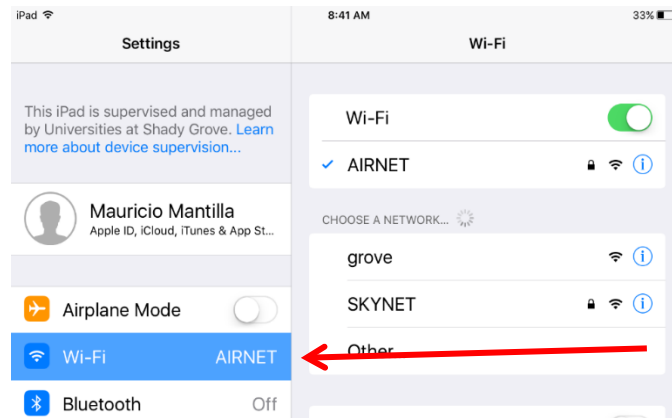 iPad 8:41 AM 33%
Settings
Wi-Fi
This iPad is supervised and managed
by Universities at Shady Grove. Learn
more about device supervision...
Mauricio Mantilla
Apple ID, iCloud, iTunes & App St...
Airplane Mode
Wi-Fi AIRNET
Bluetooth Off
Wi-Fi
AIRNET
CHOOSE A NETWORK...
grove
SKYNET
Other...